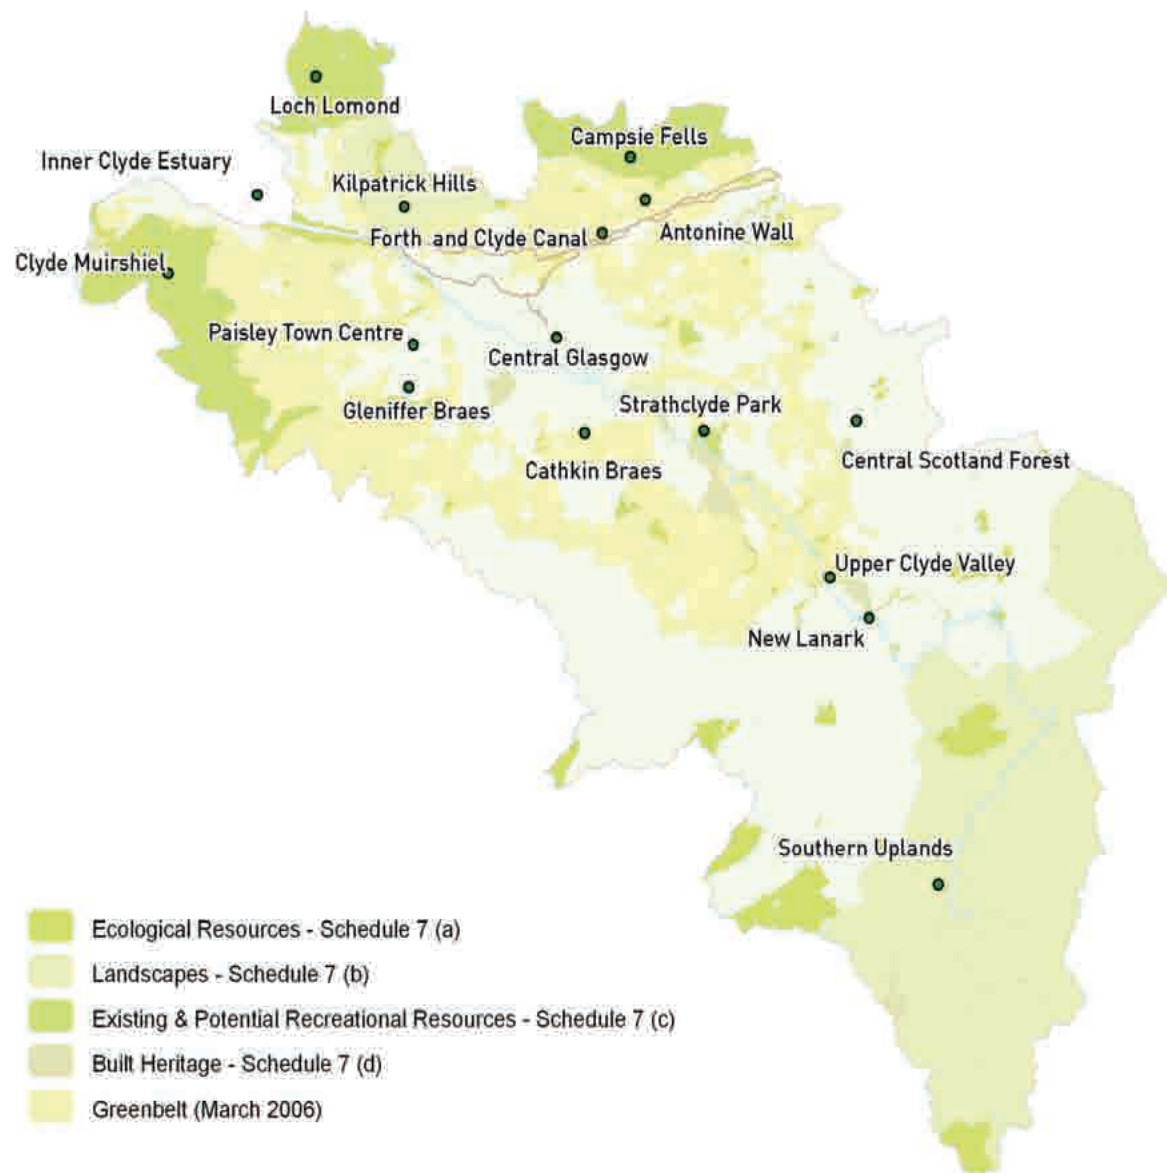 Loch Lomond
Campsie Fells
Inner Clyde Estuary
Kilpatrick Hills
Forth and Clyde Canal
Antonine Wall
Clyde Muirshiel
Paisley Town Centre
Central Glasgow
Gleniffer Braes
Strathclyde Park
Cathkin Braes
Central Scotland Forest
Upper Clyde Valley
New Lanark
Southern Uplands
Ecological Resources - Schedule 7 (a)
Landscapes - Schedule 7 (b)
Existing & Potential Recreational Resources - Schedule 7 (c)
Built Heritage - Schedule 7 (d)
Greenbelt (March 2006)